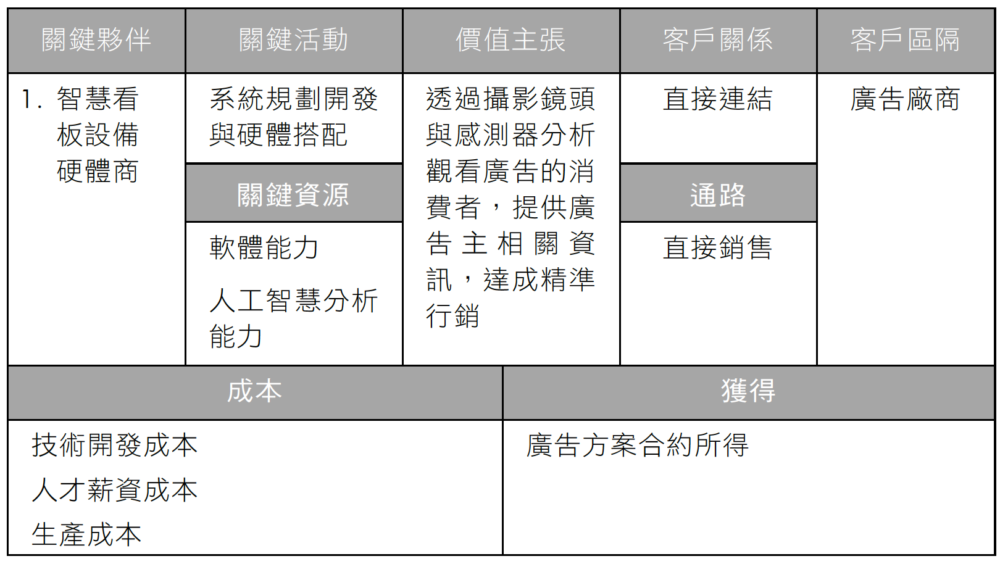 關鍵夥伴
1. 智慧看
板設備
硬體商
關鍵活動
系統規劃開發
與硬體搭配
關鍵資源
軟體能力
人工智慧分析
能力
價值主張
透過攝影鏡頭
與感測器分析
觀看廣告的消
費者，提供廣
告主相關資
訊，達成精準
行銷
客戶關係
直接連結
通路
直接銷售
客戶區隔
廣告廠商
成本
技術開發成本
人才薪資成本
生產成本
獲得
廣告方案合約所得